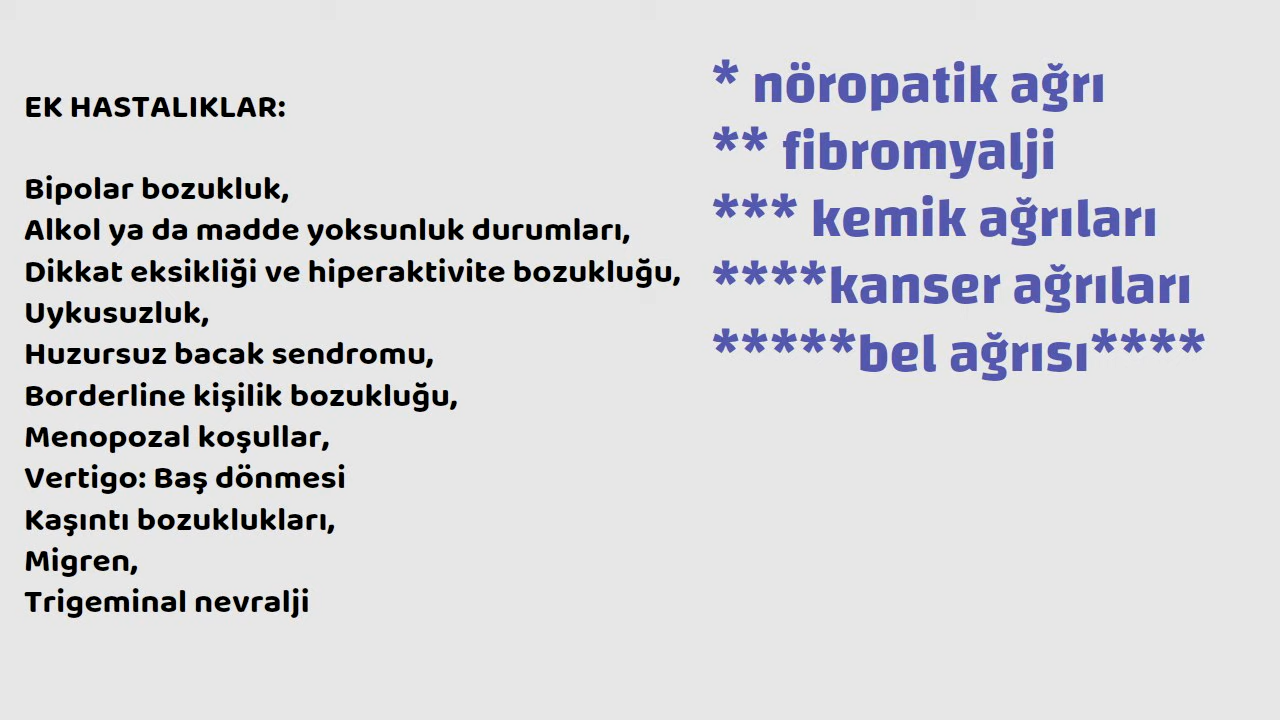 EK HASTALIKLAR:
Bipolar bozukluk,
Alkol ya da madde yoksunluk durumları,
Dikkat eksikliği ve hiperaktivite bozukluğu,
Uykusuzluk,
Huzursuz bacak sendromu,
Borderline kişilik bozukluğu,
Menopozal koşullar,
Vertigo: Baş dönmesi
Kaşıntı bozuklukları,
Migren,
Trigeminal nevralji
* nöropatik ağrı
** fibromyalji
*** kemik ağrıları
****kanser ağrıları
*****bel ağrısı****